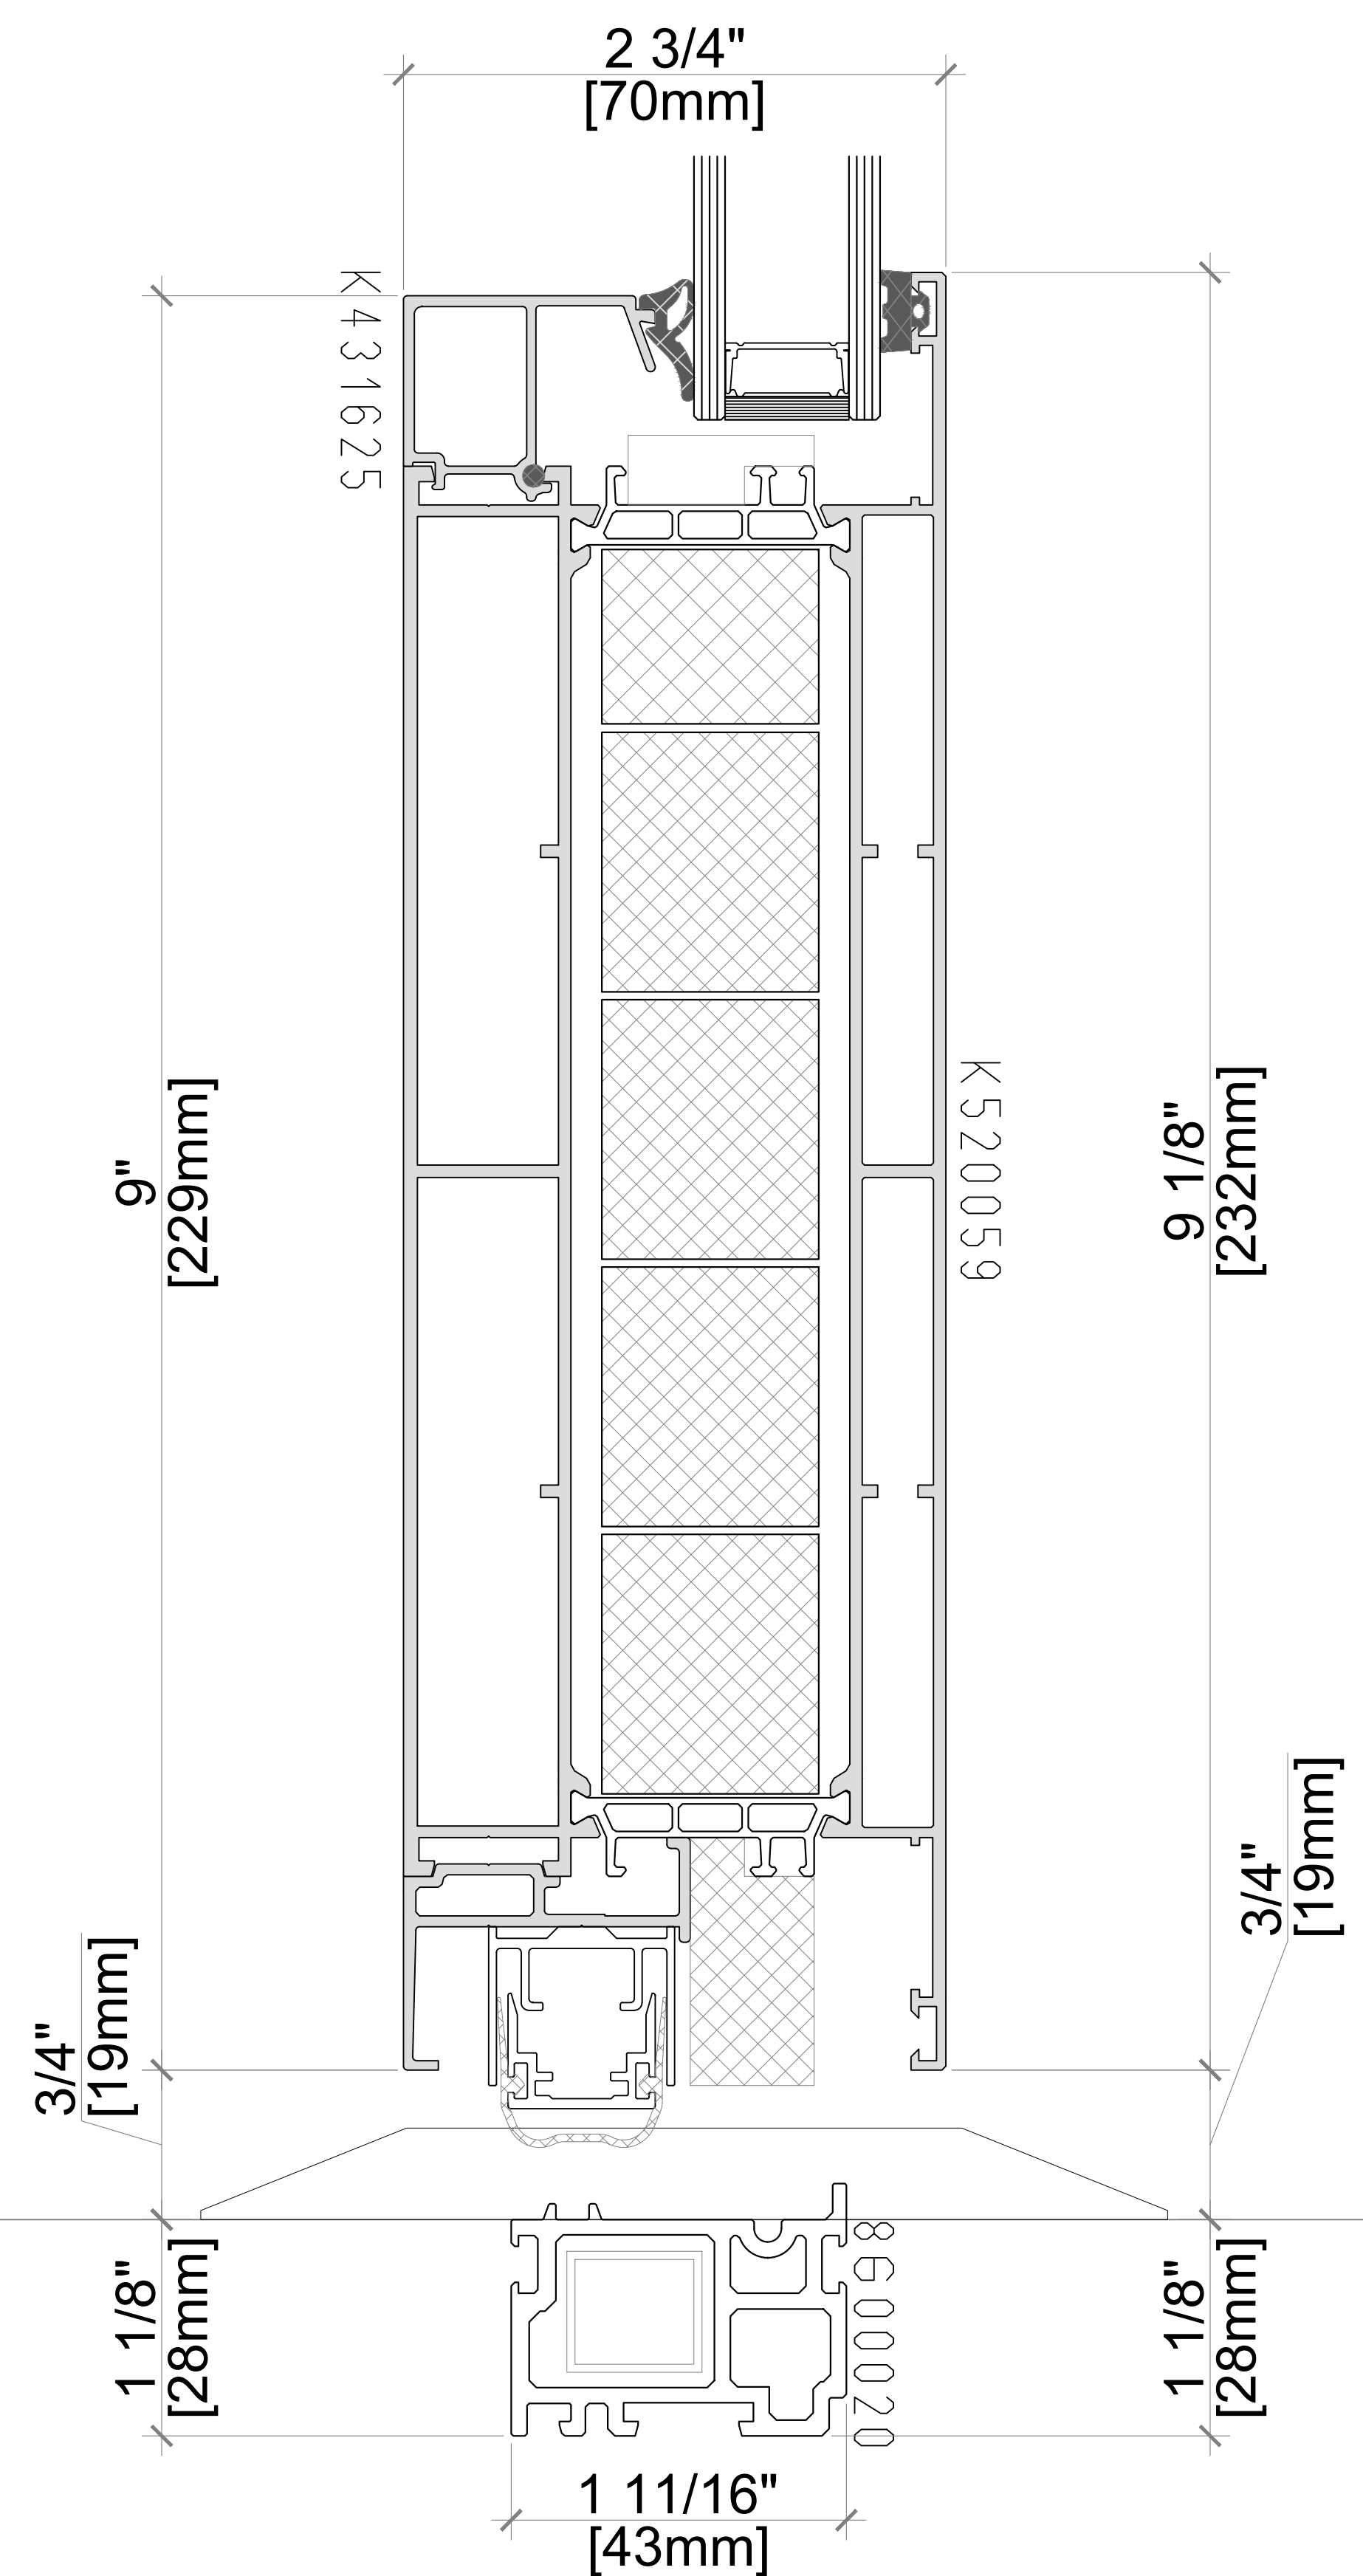 2 3/4"
[70mm]
K431625
9"
[229mm]
K520059
9 1/8"
[232mm]
3/4"
[19mm]
3/4"
[19mm]
860020
1 1/8"
[28mm]
1 1/8"
[28mm]
1 11/16"
[43mm]